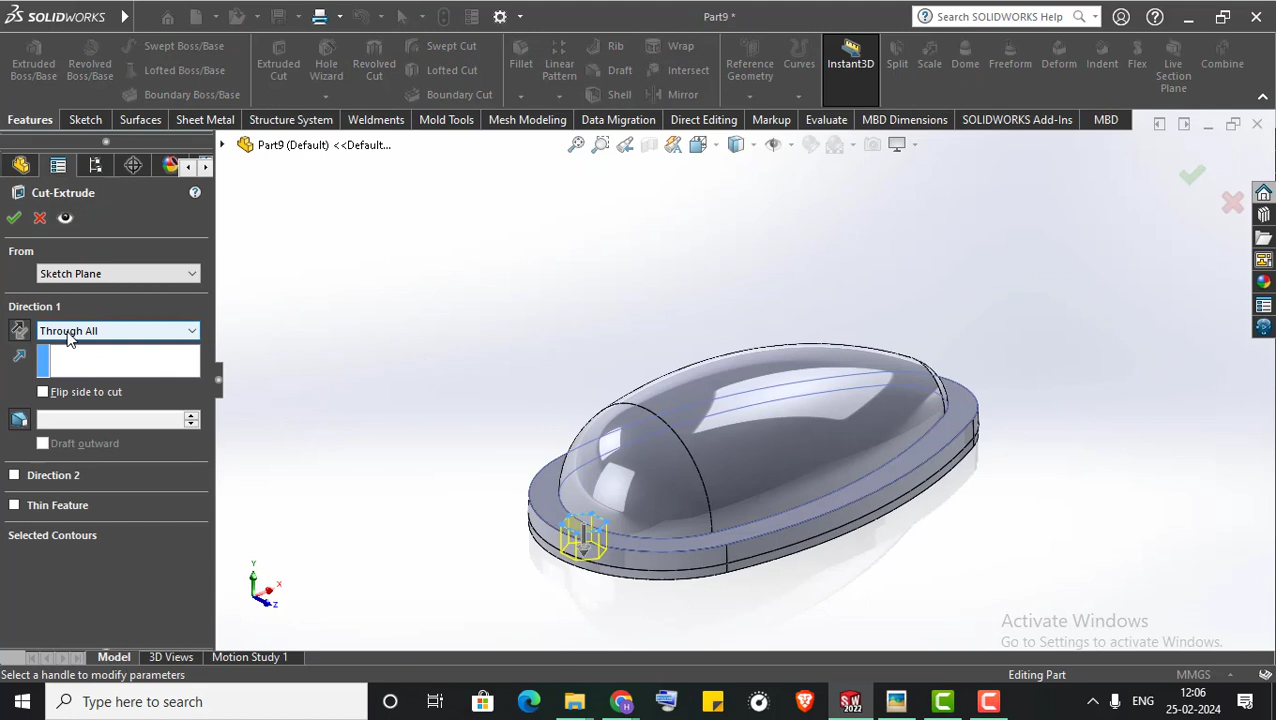 SOLIDWORKS
Part9 *
Search SOLIDWORKS Help
Extruded Boss/Base
Revolved Boss/Base
Swept Boss/Base
Lofted Boss/Base
Boundary Boss/Base
Extruded Cut
Hole Wizard
Revolved Cut
Swept Cut
Lofted Cut
Boundary Cut
Fillet
Linear Pattern
Rib
Draft
Shell
Wrap
Intersect
Mirror
Reference Geometry
Curves
Instant3D
Split
Scale
Dome
Freeform
Deform
Indent
Flex
Live Section Plane
Combine
Features
Sketch
Surfaces
Sheet Metal
Structure System
Weldments
Mold Tools
Mesh Modeling
Data Migration
Direct Editing
Markup
Evaluate
MBD Dimensions
SOLIDWORKS Add-Ins
MBD
Part9 (Default) <<Default...
Cut-Extrude
From
Sketch Plane
Direction 1
Through All
Flip side to cut
Draft outward
Direction 2
Thin Feature
Selected Contours
Y
X
Z
Activate Windows
Go to Settings to activate Windows.
Model
3D Views
Motion Study 1
Select a handle to modify parameters
Editing Part
MMGS
Type here to search
SW
2022
ENG
12:06
25-02-2024